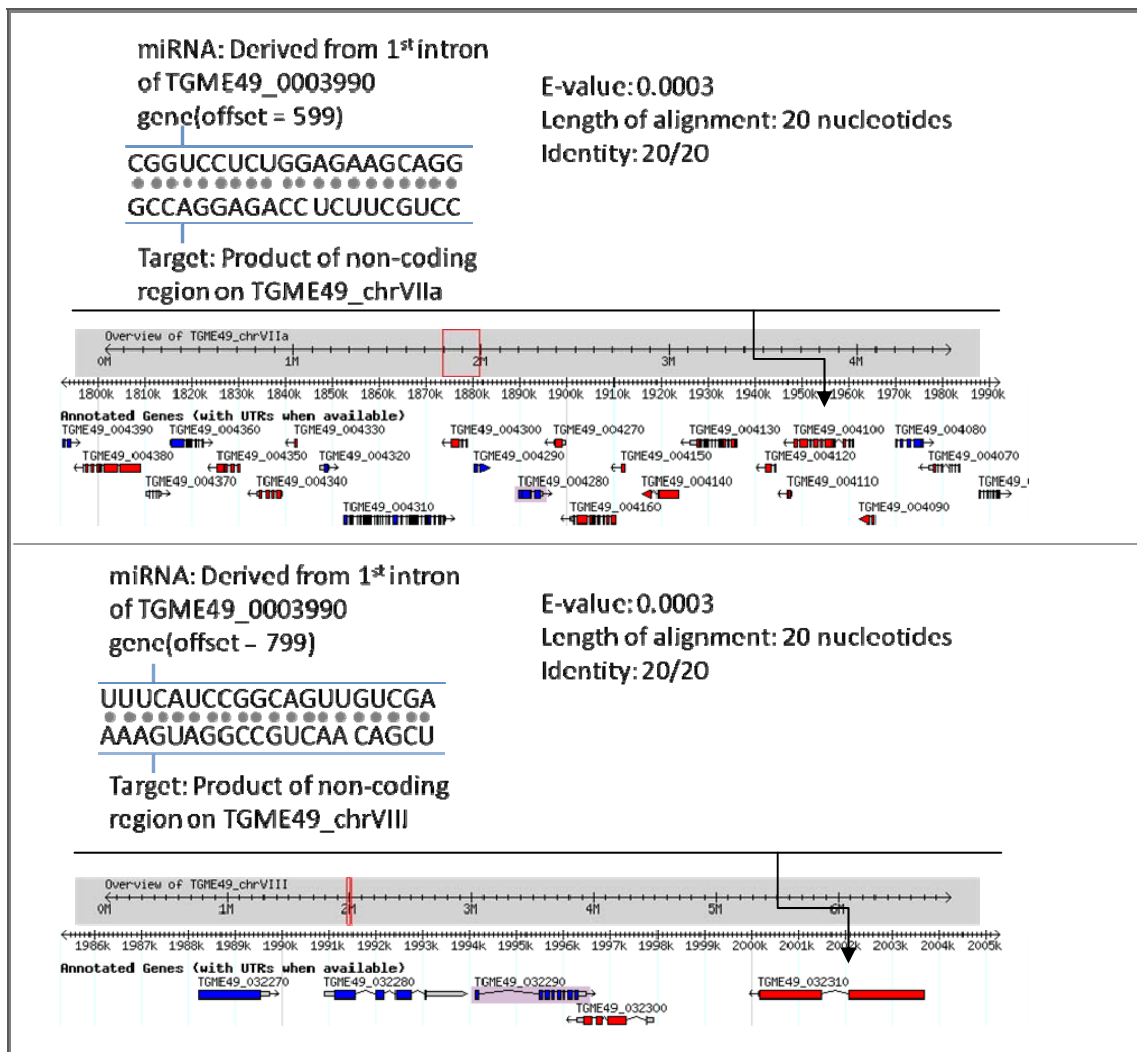 miRNA: Derived from 1st intron
of TGME49_0003990
gene(offset = 599)
E-value: 0.0003
Length of alignment: 20 nucleotides
Identity: 20/20
CGGUCCUCUGGAGAAGCAGG
GCCAGGAGACC UCUUCGUCC
Target: Product of non-coding
region on TGME49_chrVIIa
Overview of TGME49_chrVIIa
0M 1M 2M 3M 4M
1800k 1810k 1820k 1830k 1840k 1850k 1860k 1870k 1880k 1890k 1900k 1910k 1920k 1930k 1940k 1950k 1960k 1970k 1980k 1990k
Annotated Genes (with UTRs when available)
TGME49_004390 TGME49_004360 TGME49_004330 TGME49_004300 TGME49_004270 TGME49_004130 TGME49_004100 TGME49_004080
TGME49_004380 TGME49_004350 TGME49_004320 TGME49_004290 TGME49_004150 TGME49_004120 TGME49_004070
TGME49_004370 TGME49_004340 TGME49_004280 TGME49_004140 TGME49_004110
TGME49_004310 TGME49_004160 TGME49_004090
miRNA: Derived from 1st intron
of TGME49_0003990
gene(offset – 799)
E-value: 0.0003
Length of alignment: 20 nucleotides
Identity: 20/20
UUUCAUCCGGCAGUUGUCGA
AAAGUAGGCCGUCAA CAGCU
Target: Product of non-coding
region on TGME49_chrVIII
Overview of TGME49_chrVIII
0M 1M 2M 3M 4M 5M 6M
1986k 1987k 1988k 1989k 1990k 1991k 1992k 1993k 1994k 1995k 1996k 1997k 1998k 1999k 2000k 2001k 2002k 2003k 2004k 2005k
Annotated Genes (with UTRs when available)
TGME49_032270 TGME49_032280 TGME49_032290 TGME49_032310
TGME49_032300